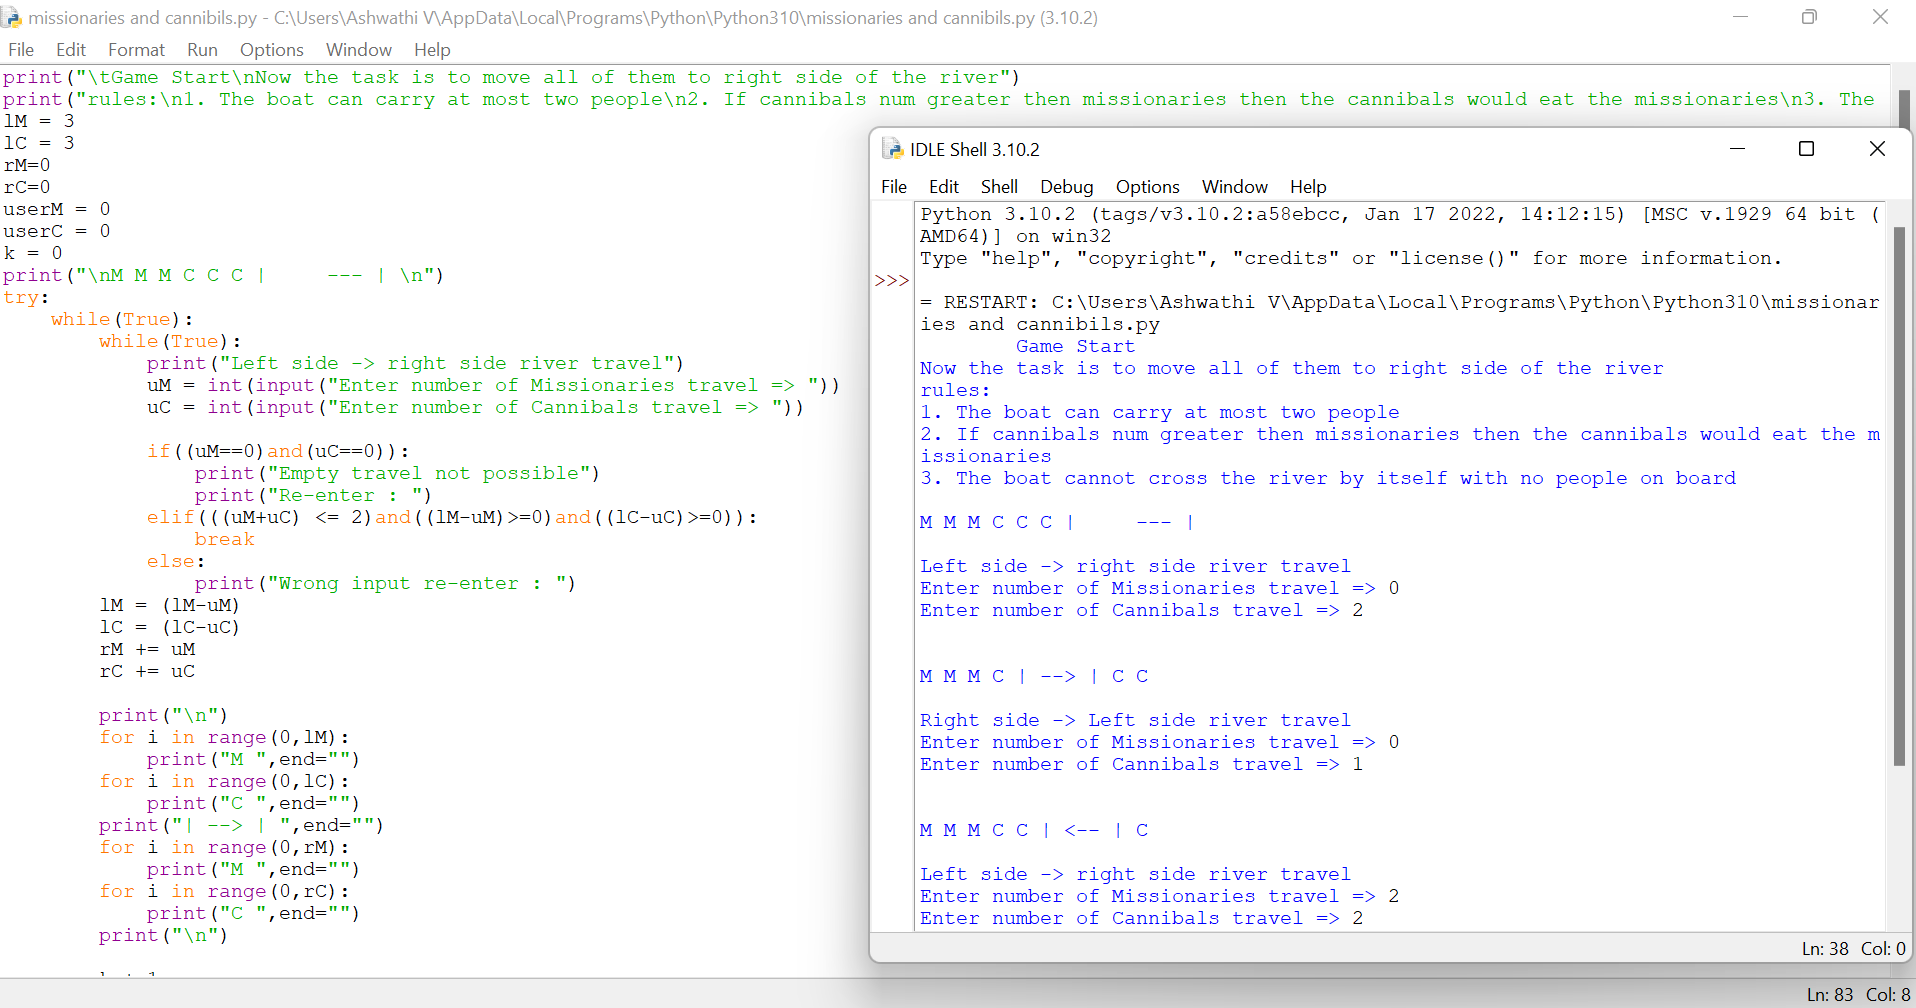 missionaries and cannibils.py - C:\Users\Ashwathi V\AppData\Local\Programs\Python\Python310\missionaries and cannibils.py (3.10.2)
File Edit Format Run Options Window Help
print("\tGame Start\nNow the task is to move all of them to right side of the river")
print("rules:\n1. The boat can carry at most two people\n2. If cannibals num greater then missionaries then the cannibals would eat the missionaries\n3. The
lM = 3
lC = 3
rM=0
rC=0
userM = 0
userC = 0
k = 0
print("\nM M M C C C |     --- | \n")
try:
    while(True):
        while(True):
            print("Left side -> right side river travel")
            uM = int(input("Enter number of Missionaries travel => "))
            uC = int(input("Enter number of Cannibals travel => "))
            if((uM==0)and(uC==0)):
                print("Empty travel not possible")
                print("Re-enter : ")
            elif(((uM+uC) <= 2)and((lM-uM)>=0)and((lC-uC)>=0)):
                break
            else:
                print("Wrong input re-enter : ")
        lM = (lM-uM)
        lC = (lC-uC)
        rM += uM
        rC += uC
        print("\n")
        for i in range(0,lM):
            print("M ",end="")
        for i in range(0,lC):
            print("C ",end="")
        print("| --> | ",end="")
        for i in range(0,rM):
            print("M ",end="")
        for i in range(0,rC):
            print("C ",end="")
        print("\n")
Ln: 83 Col: 8
IDLE Shell 3.10.2
File Edit Shell Debug Options Window Help
Python 3.10.2 (tags/v3.10.2:a58ebcc, Jan 17 2022, 14:12:15) [MSC v.1929 64 bit (
AMD64)] on win32
Type "help", "copyright", "credits" or "license()" for more information.
>>>
= RESTART: C:\Users\Ashwathi V\AppData\Local\Programs\Python\Python310\missionar
ies and cannibils.py
        Game Start
Now the task is to move all of them to right side of the river
rules:
1. The boat can carry at most two people
2. If cannibals num greater then missionaries then the cannibals would eat the m
issionaries
3. The boat cannot cross the river by itself with no people on board
M M M C C C |     --- |
Left side -> right side river travel
Enter number of Missionaries travel => 0
Enter number of Cannibals travel => 2
M M M C | --> | C C
Right side -> Left side river travel
Enter number of Missionaries travel => 0
Enter number of Cannibals travel => 1
M M M C C | <-- | C
Left side -> right side river travel
Enter number of Missionaries travel => 2
Enter number of Cannibals travel => 2
Ln: 38 Col: 0